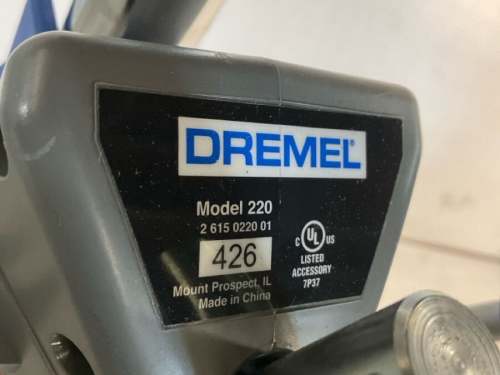 DREMEL®
Model 220
2 615 0220 01
426
Mount Prospect, IL
Made in China
C UL US
LISTED
ACCESSORY
7P37